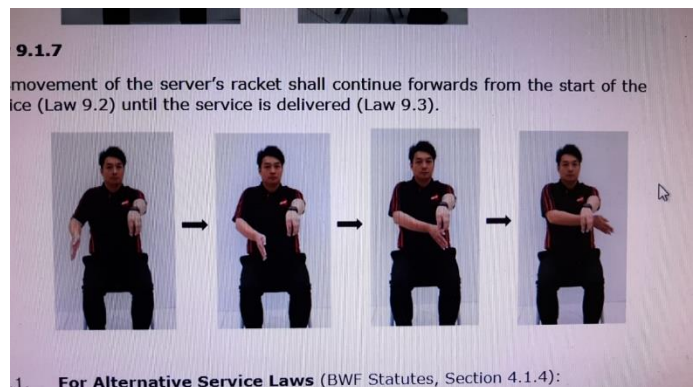 9.1.7
movement of the server's racket shall continue forwards from the start of the
ice (Law 9.2) until the service is delivered (Law 9.3).
1. For Alternative Service Laws (BWF Statutes, Section 4.1.4):